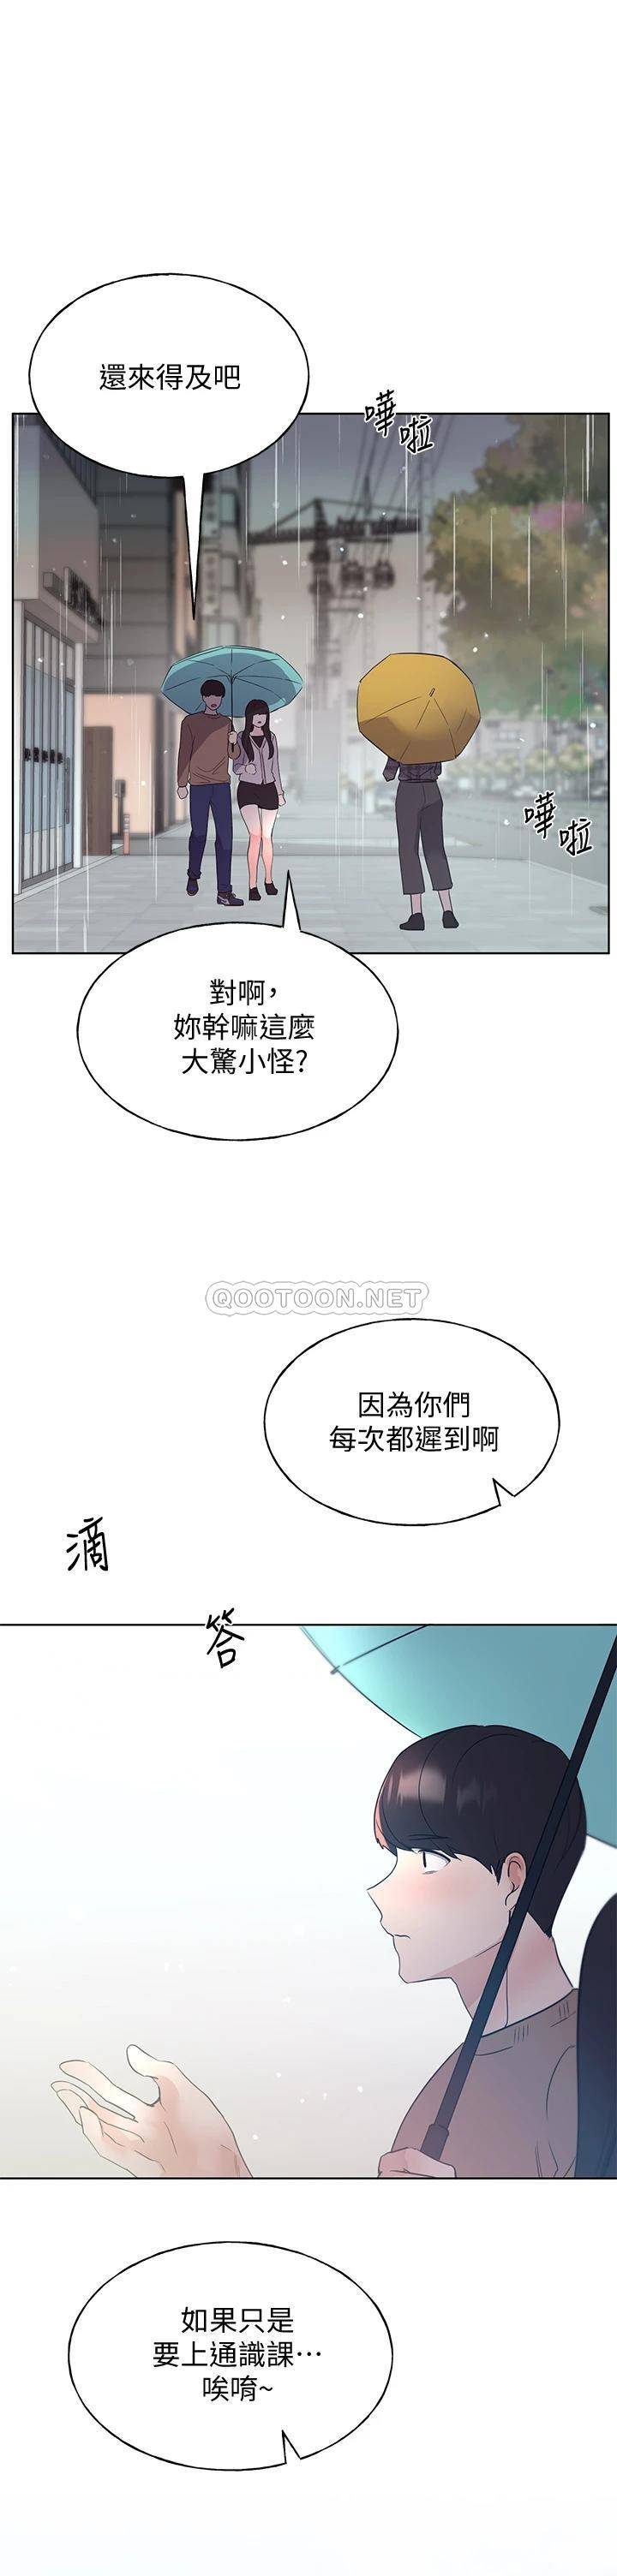 還來得及吧
嘩啦
嘩啦
對啊，
妳幹嘛這麼
大驚小怪?
QOOTOON.NET
因為你們
每次都遲到啊
滴
答
如果只是
要上通識課…
唉唷~